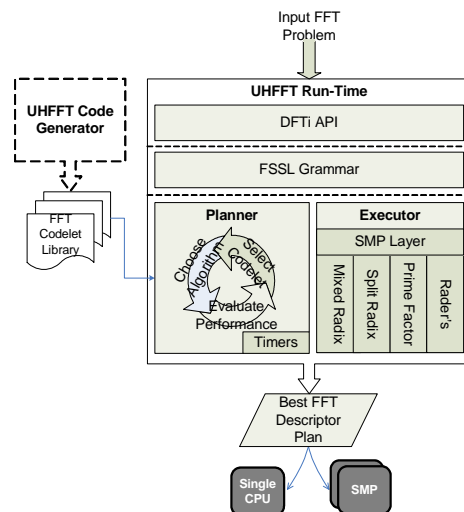 Input FFT
Problem
UHFFT Run-Time
DFTi API
FSSL Grammar
UHFFT Code
Generator
FFT
Codelet
Library
Planner
Choose
Algorithm
Select
Codelet
Evaluate
Performance
Timers
Executor
SMP Layer
Mixed Radix
Split Radix
Prime Factor
Rader's
Best FFT
Descriptor
Plan
Single
CPU
SMP